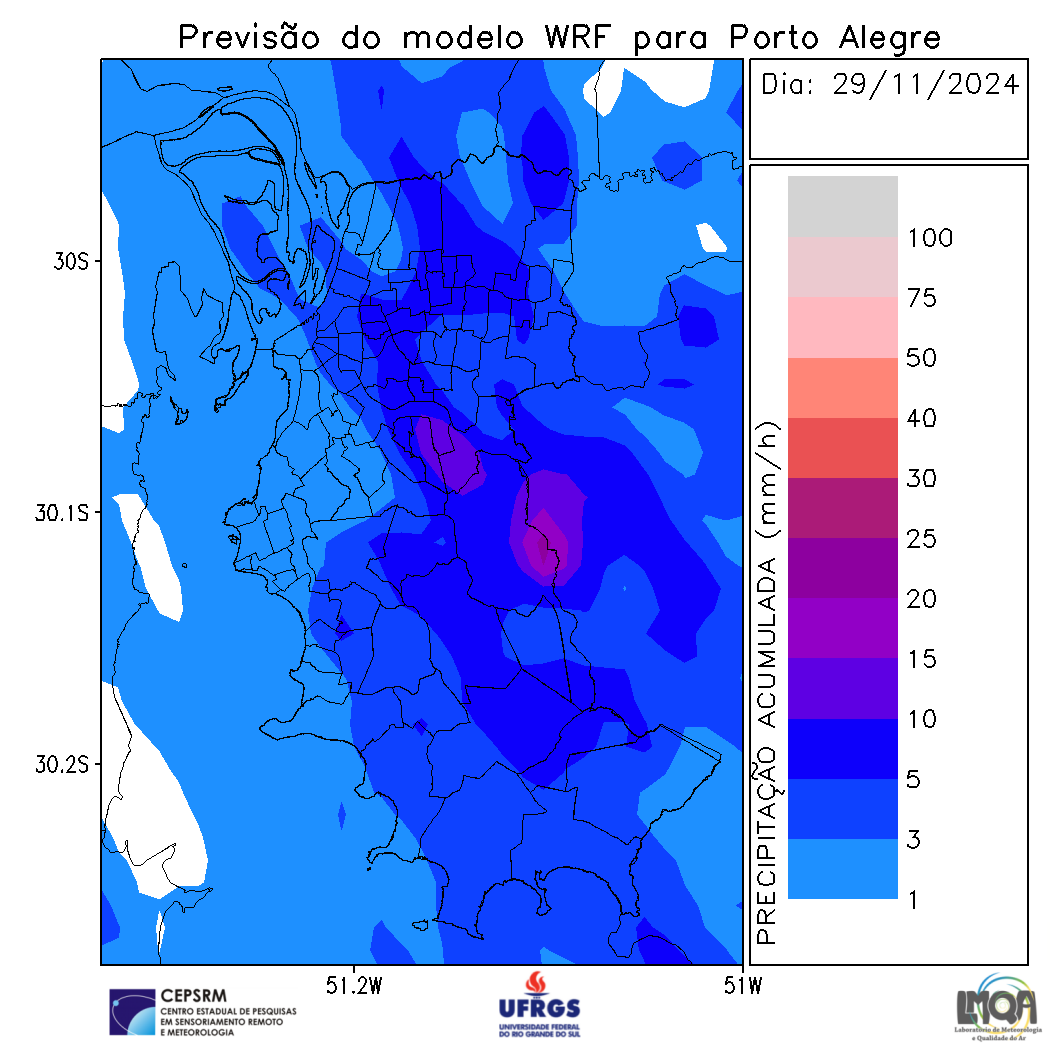 Previsão do modelo WRF para Porto Alegre
Dia: 29/11/2024
30S
30.1S
30.2S
51.2W
51W
PRECIPITAÇÃO ACUMULADA (mm/h)
100
75
50
40
30
25
20
15
10
5
3
1
CEPSRM
CENTRO ESTADUAL DE PESQUISAS
EM SENSORIAMENTO REMOTO
E METEOROLOGIA
UFRGS
UNIVERSIDADE FEDERAL
DO RIO GRANDE DO SUL
LMQA
Laboratório de Meteorologia
e Qualidade do Ar